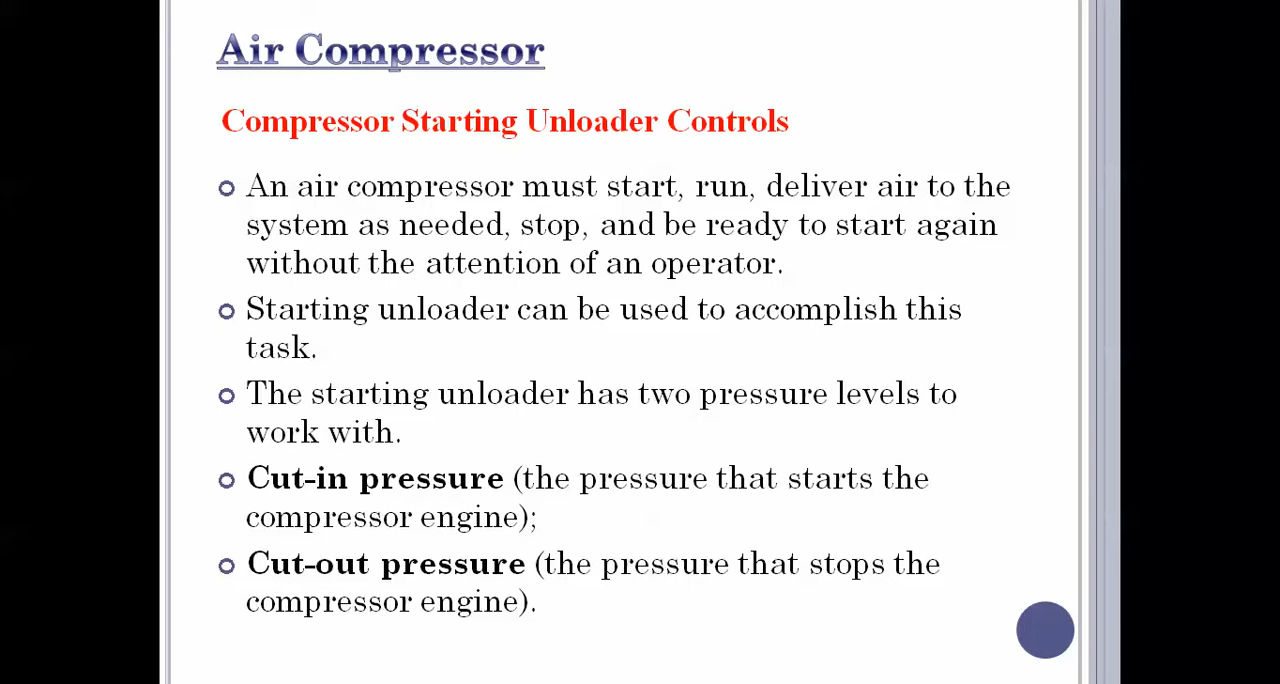 Air Compressor
Compressor Starting Unloader Controls
An air compressor must start, run, deliver air to the
system as needed, stop, and be ready to start again
without the attention of an operator.
Starting unloader can be used to accomplish this
task.
The starting unloader has two pressure levels to
work with.
Cut-in pressure (the pressure that starts the
compressor engine);
Cut-out pressure (the pressure that stops the
compressor engine).